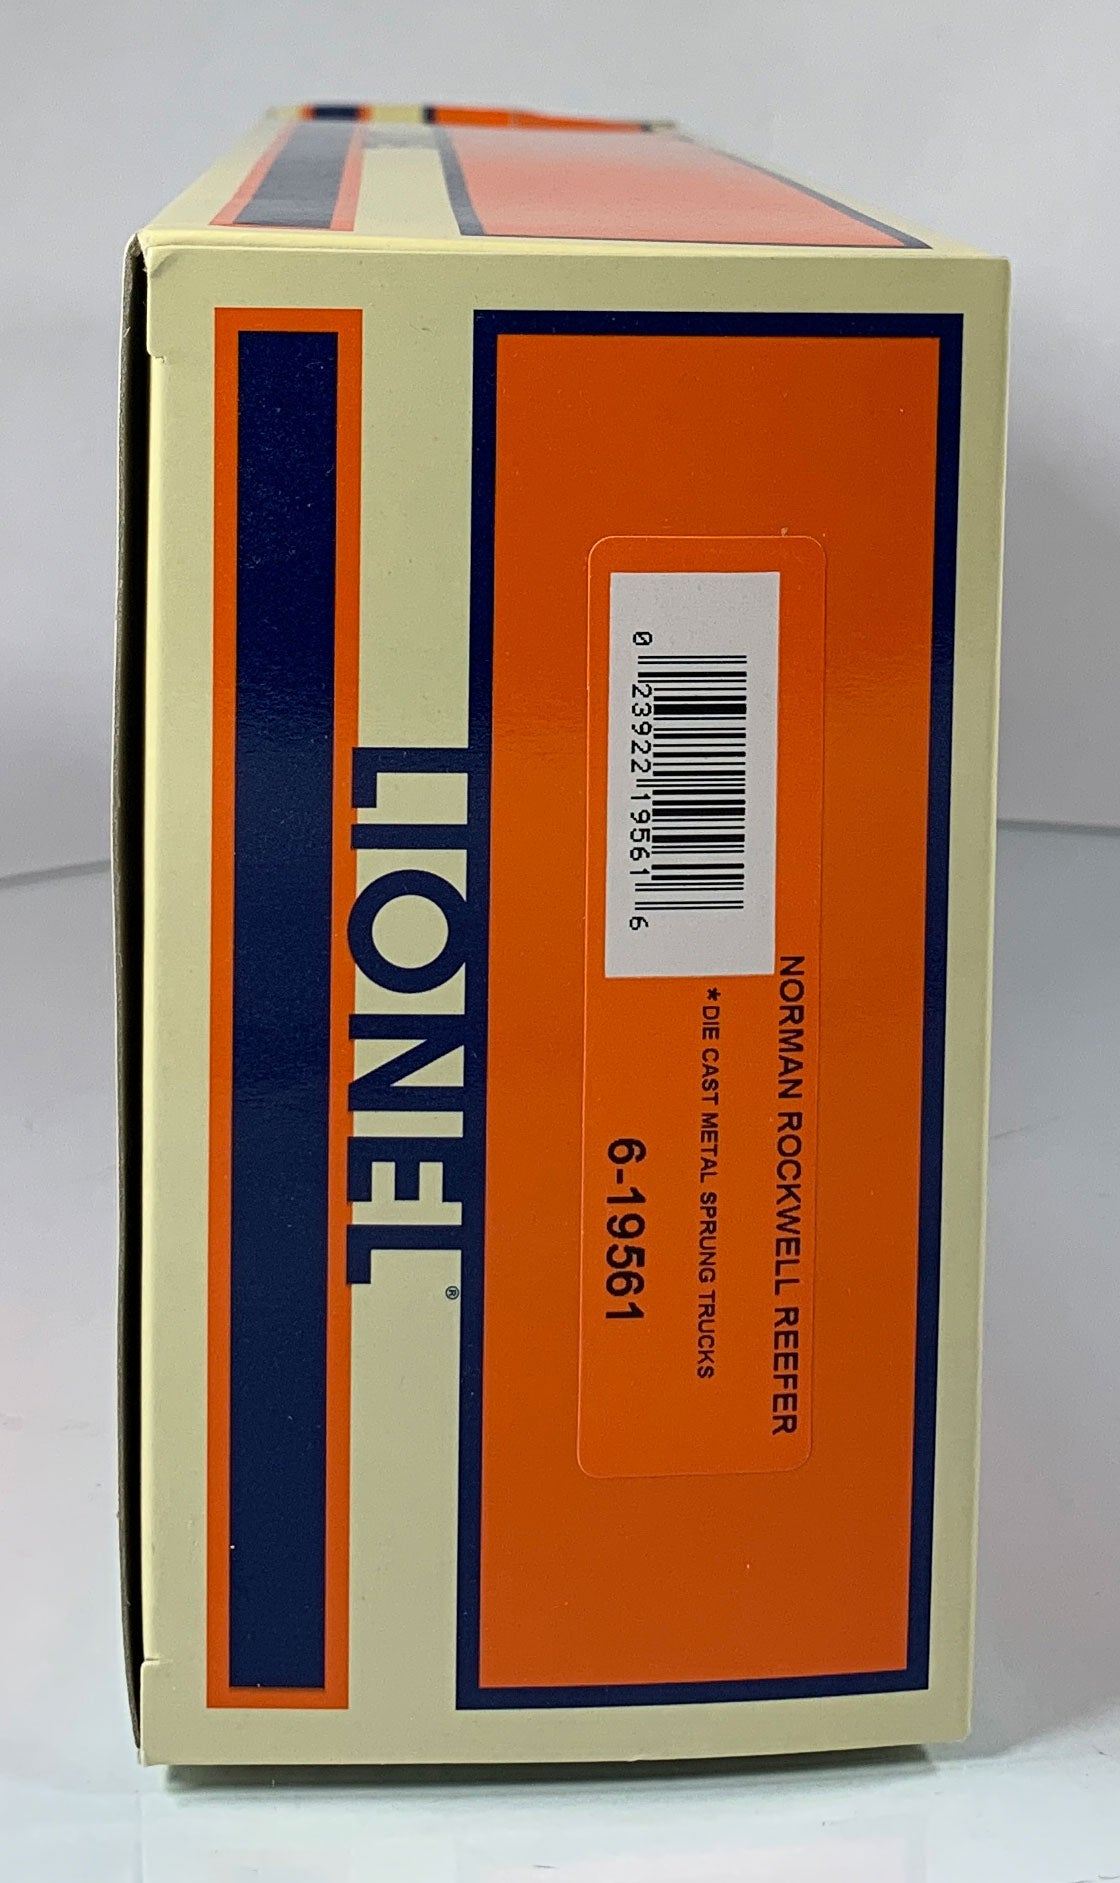 NORMAN ROCKWELL REEFER
*DIE CAST METAL SPRUNG TRUCKS
0 23922 19561 6
6-19561
LIONEL®